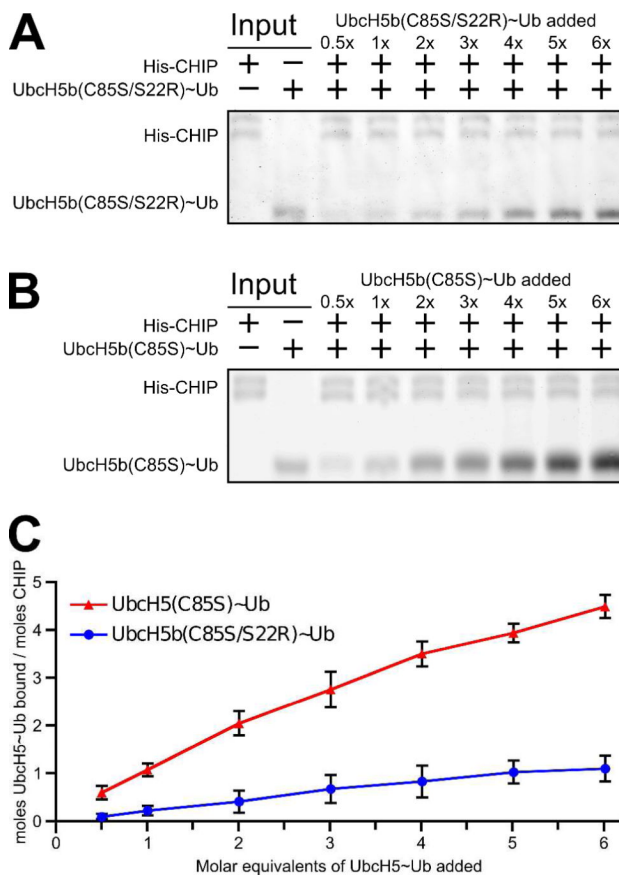 A
Input
UbcH5b(C85S/S22R)~Ub added
0.5x 1x 2x 3x 4x 5x 6x
His-CHIP + − + + + + + + +
UbcH5b(C85S/S22R)~Ub − + + + + + + + +
His-CHIP
UbcH5b(C85S/S22R)~Ub
B
Input
UbcH5b(C85S)~Ub added
0.5x 1x 2x 3x 4x 5x 6x
His-CHIP + − + + + + + + +
UbcH5b(C85S)~Ub − + + + + + + + +
His-CHIP
UbcH5b(C85S)~Ub
C
moles UbcH5~Ub bound / moles CHIP
5
4
3
2
1
0
UbcH5(C85S)~Ub
UbcH5b(C85S/S22R)~Ub
0 1 2 3 4 5 6
Molar equivalents of UbcH5~Ub added